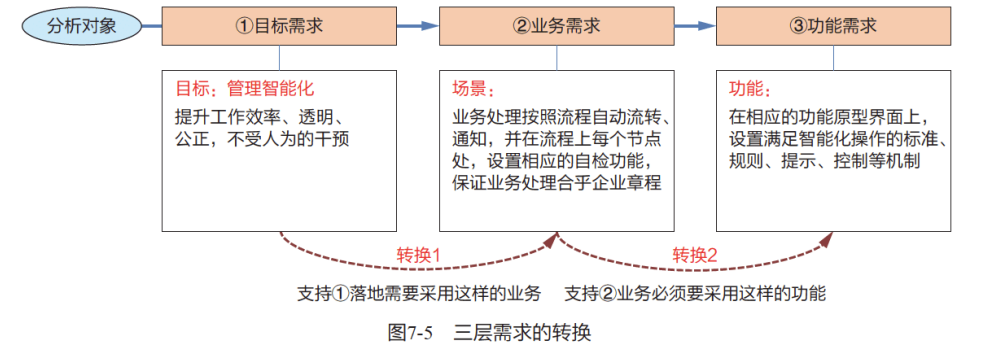 分析对象
①目标需求
②业务需求
③功能需求
目标：管理智能化
提升工作效率、透明、
公正，不受人为的干预
场景：
业务处理按照流程自动流转、
通知，并在流程上每个节点
处，设置相应的自检功能，
保证业务处理合乎企业章程
功能：
在相应的功能原型界面上，
设置满足智能化操作的标准、
规则、提示、控制等机制
转换1
转换2
支持①落地需要采用这样的业务
支持②业务必须要采用这样的功能
图7-5 三层需求的转换